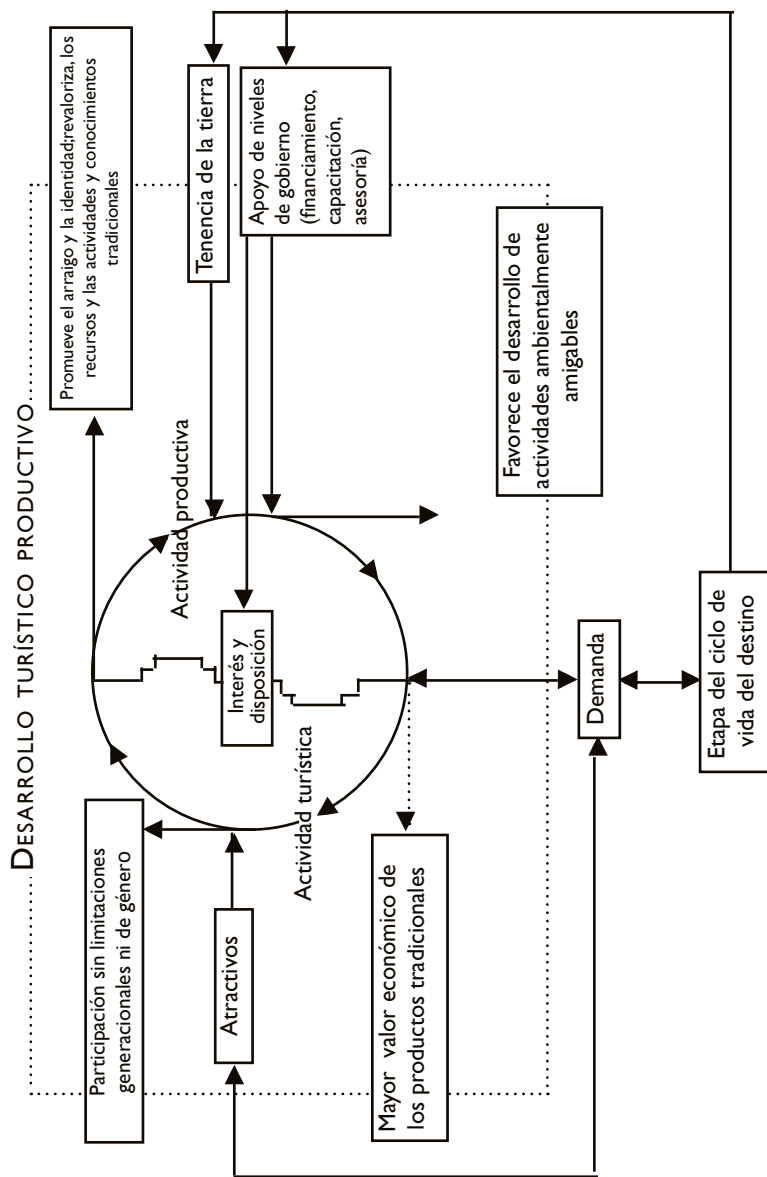 DESARROLLO TURÍSTICO PRODUCTIVO
Participación sin limitaciones
generacionales ni de género
Promueve el arraigo y la identidad;revaloriza,los
recursos y las actividades y conocimientos
tradicionales
Atractivos
Actividad turística
Interés y
disposición
Actividad productiva
Tenencia de la tierra
Apoyo de niveles
de gobierno
(financiamiento,
capacitación,
asesoría)
Mayor valor económico de
los productos tradicionales
Favorece el desarrollo de
actividades ambientalmente
amigables
Demanda
Etapa del ciclo de
vida del destino